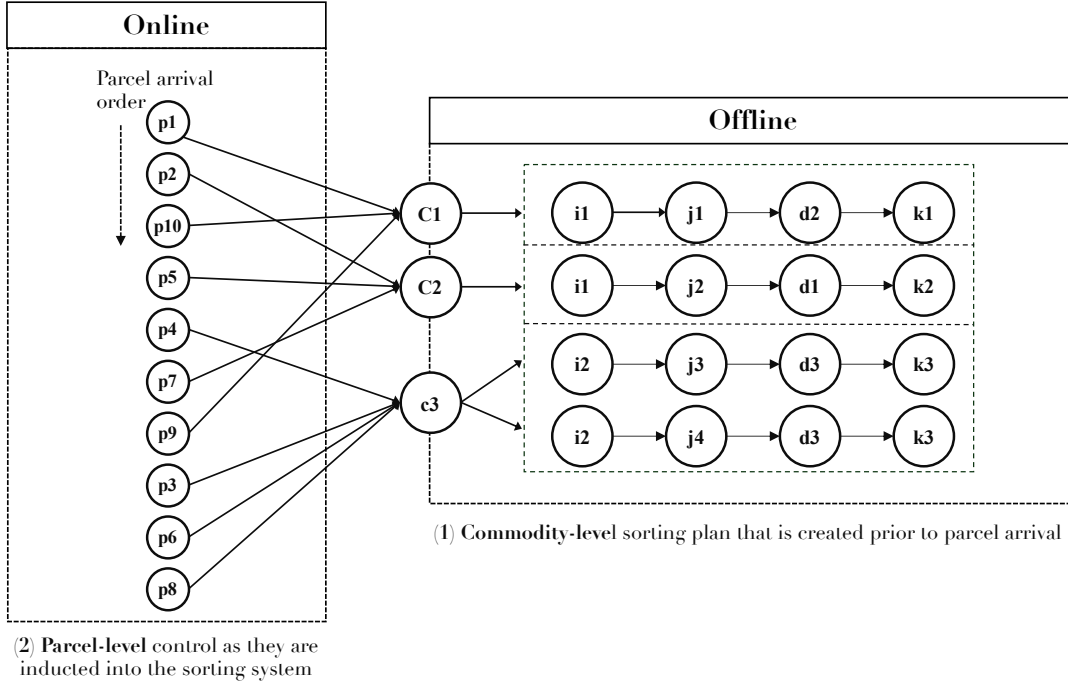 Online
Parcel arrival
order
p1
p2
p10
p5
p4
p7
p9
p3
p6
p8
(2) Parcel-level control as they are
inducted into the sorting system
Offline
C1
C2
c3
i1 j1 d2 k1
i1 j2 d1 k2
i2 j3 d3 k3
i2 j4 d3 k3
(1) Commodity-level sorting plan that is created prior to parcel arrival